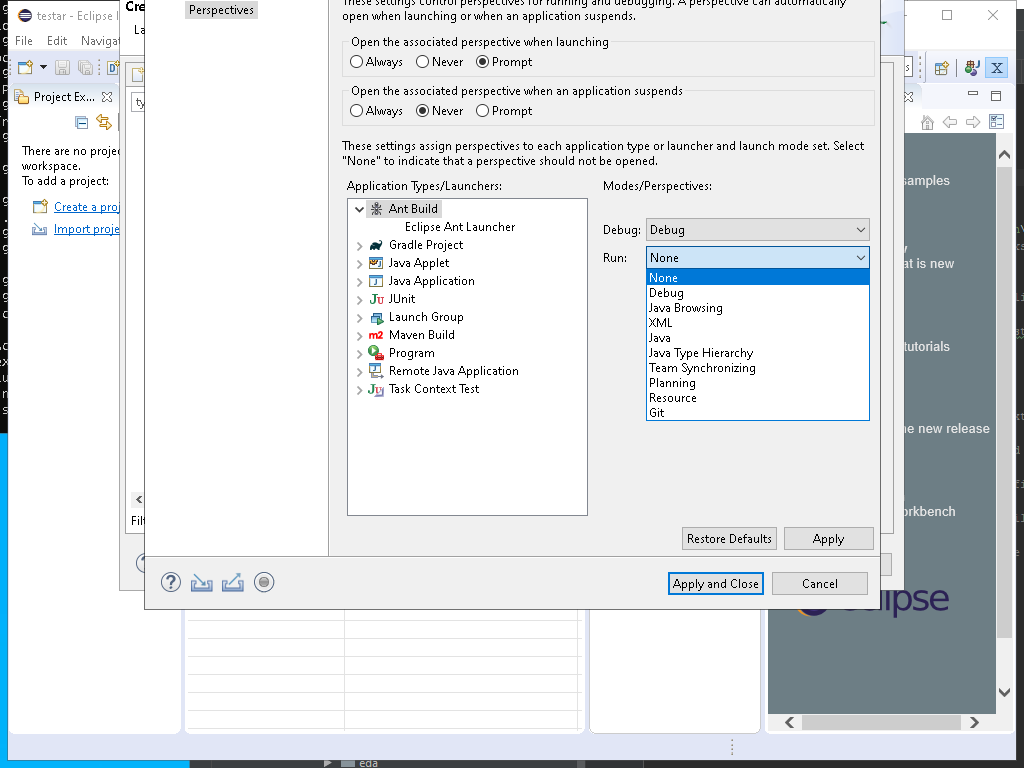 testar - Eclipse I
File Edit Navigat
Project Ex...
There are no proje
workspace.
To add a project:
Create a proj
Import proje
Cre
La
ty
Filt
Perspectives
These settings control perspectives for running and debugging. A perspective can automatically
open when launching or when an application suspends.
Open the associated perspective when launching
Always Never Prompt
Open the associated perspective when an application suspends
Always Never Prompt
These settings assign perspectives to each application type or launcher and launch mode set. Select
"None" to indicate that a perspective should not be opened.
Application Types/Launchers:
Ant Build
Eclipse Ant Launcher
Gradle Project
Java Applet
Java Application
JUnit
Launch Group
Maven Build
Program
Remote Java Application
Task Context Test
Modes/Perspectives:
Debug: Debug
Run: None
None
Debug
Java Browsing
XML
Java
Java Type Hierarchy
Team Synchronizing
Planning
Resource
Git
Restore Defaults Apply
Apply and Close Cancel
samples
at is new
tutorials
ne new release
orkbench
eclipse
eda